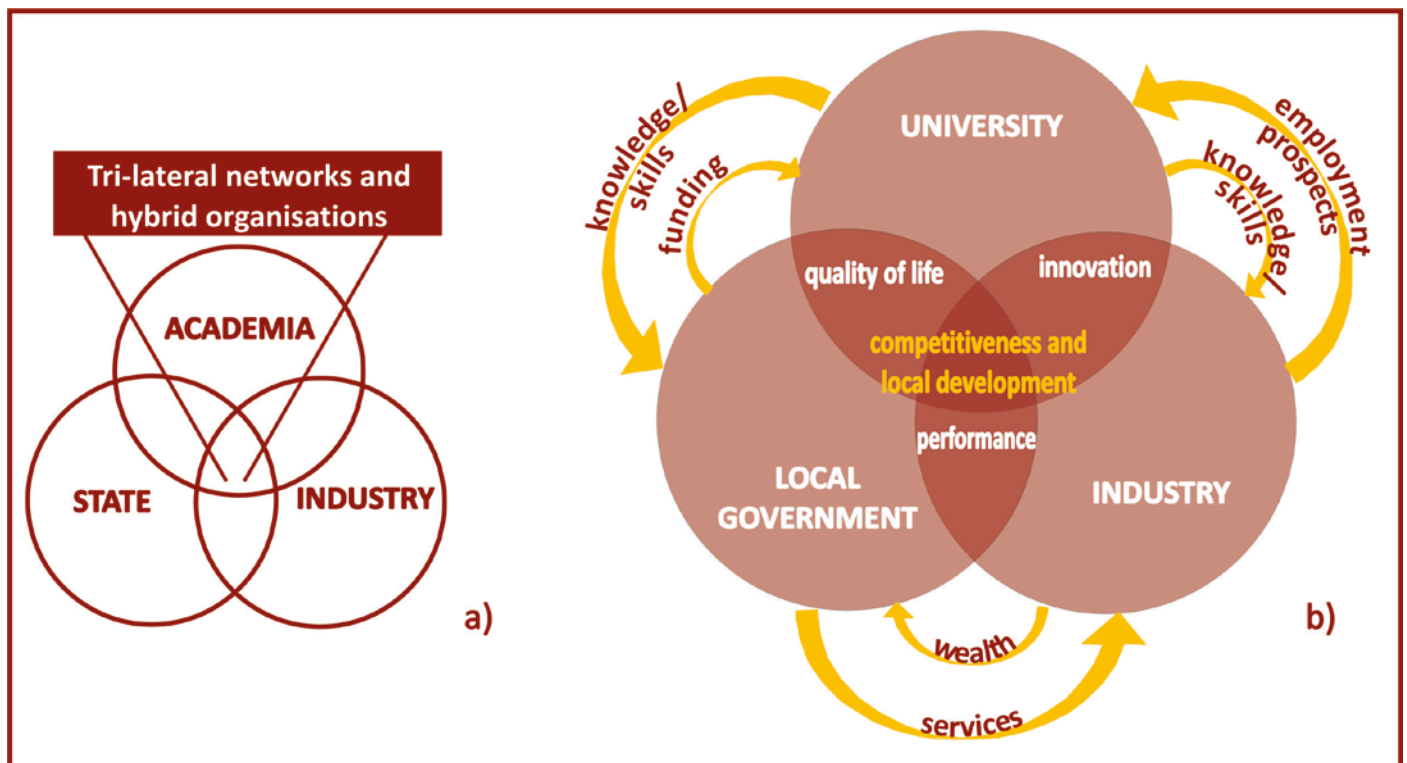 Tri-lateral networks and
hybrid organisations
ACADEMIA
STATE
INDUSTRY
a)
knowledge/
skills
funding
UNIVERSITY
employment
prospects
knowledge/
skills
quality of life
innovation
competitiveness and
local development
performance
LOCAL
GOVERNMENT
INDUSTRY
wealth
services
b)